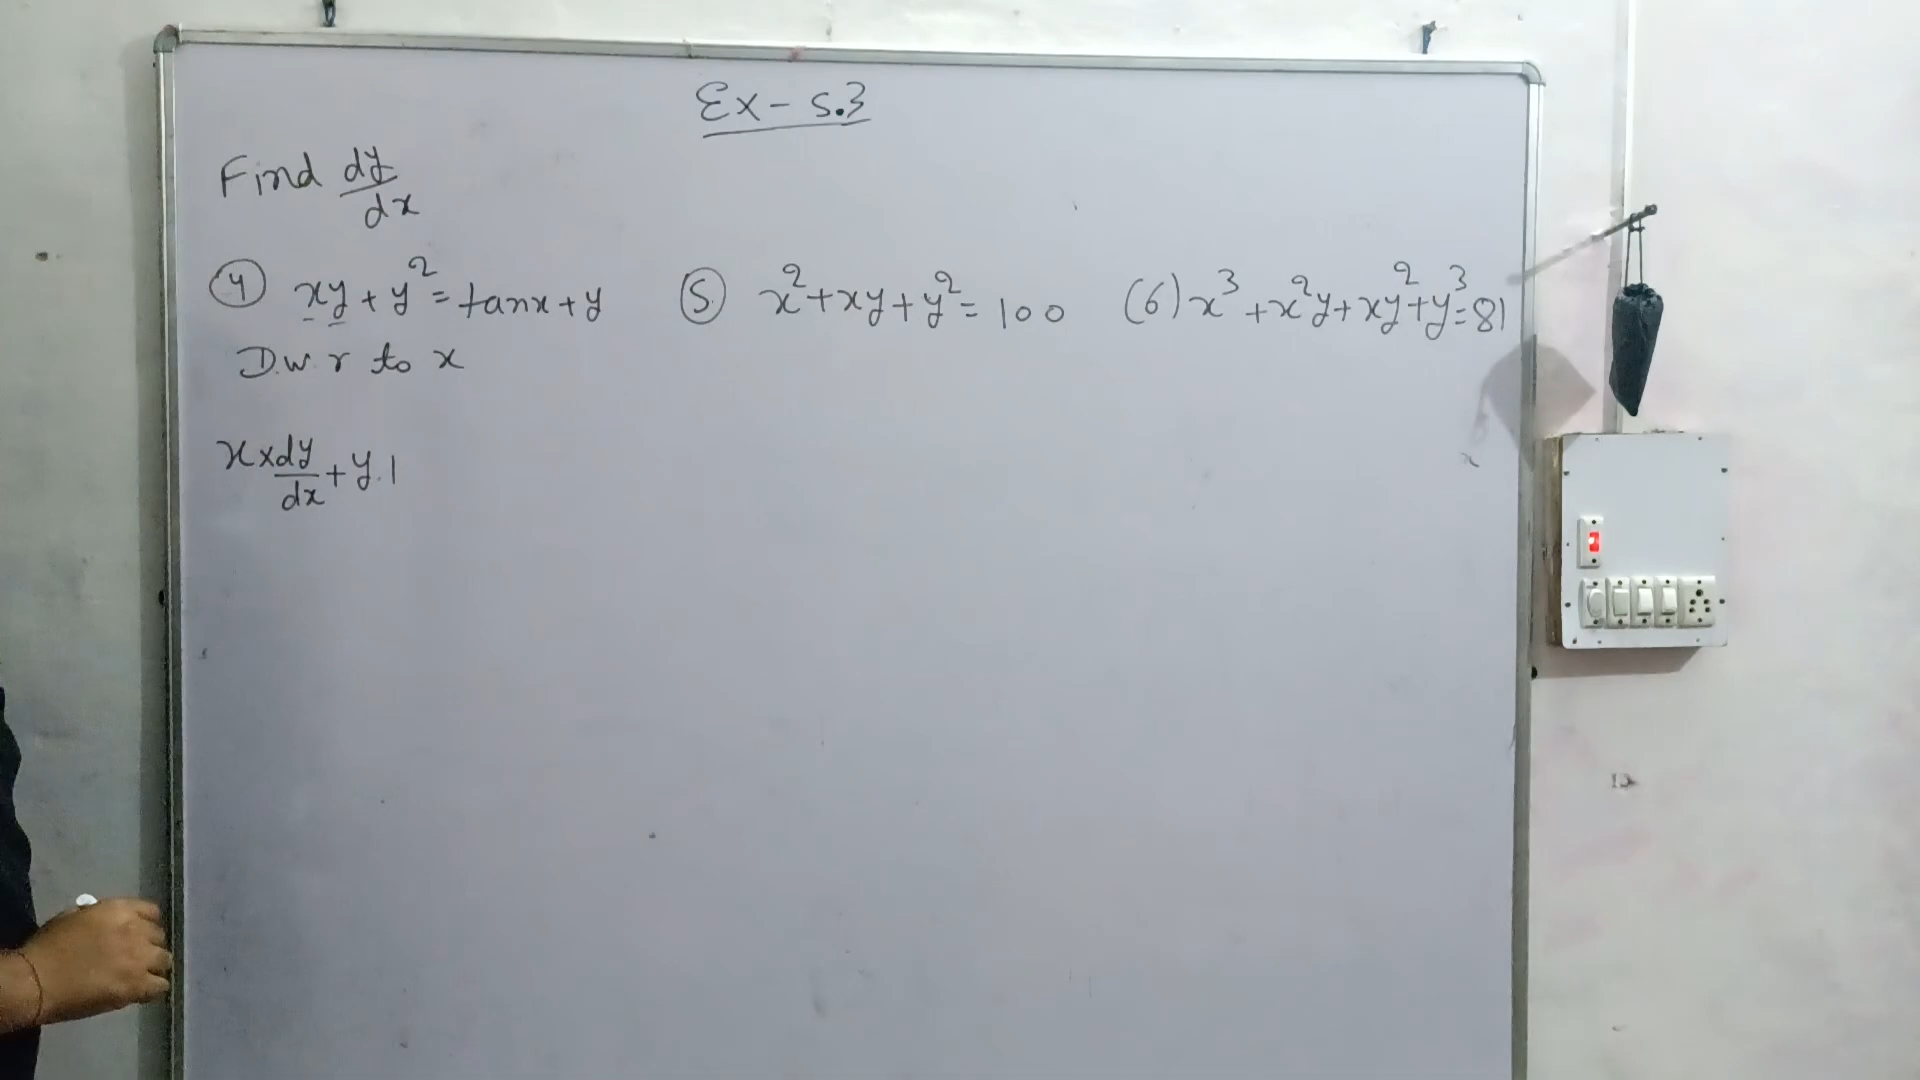 Ex - 5.3
Find dy/dx
(4) xy + y² = tanx + y
(5) x² + xy + y² = 100
(6) x³ + x²y + xy² + y³ = 81
D.w.r to x
x × dy/dx + y.1